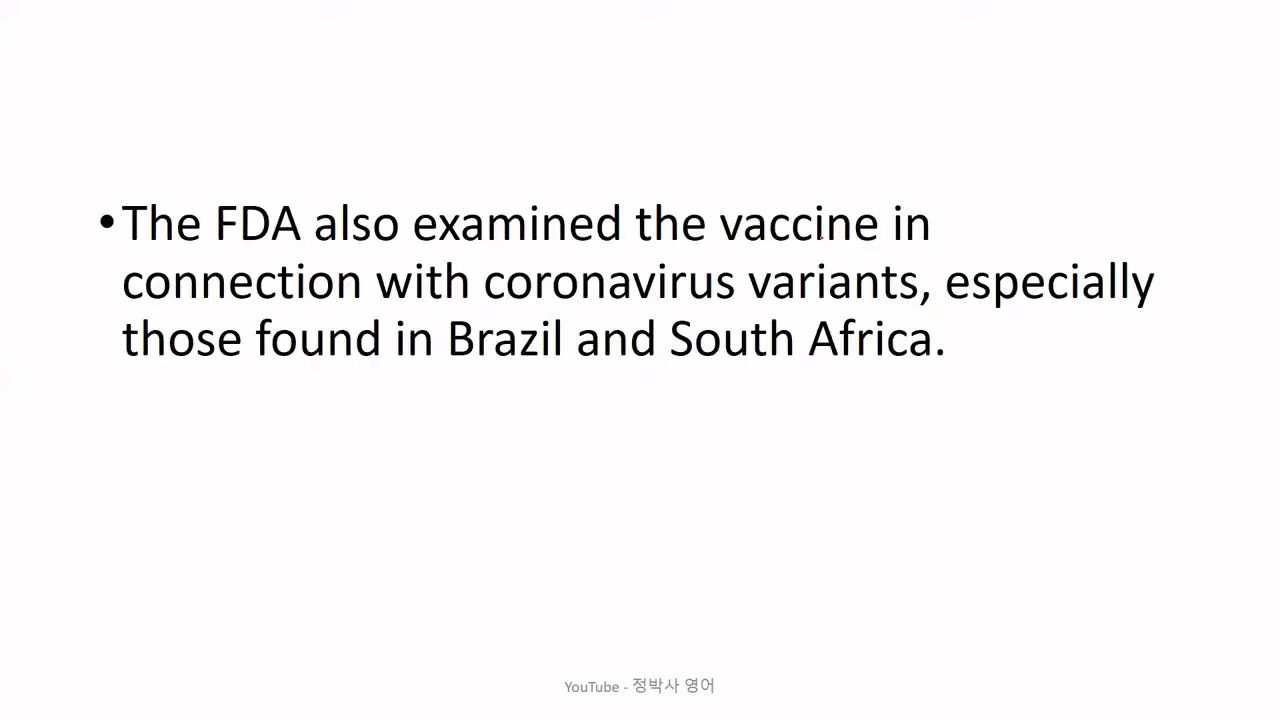 •The FDA also examined the vaccine in
connection with coronavirus variants, especially
those found in Brazil and South Africa.
YouTube - 정박사 영어